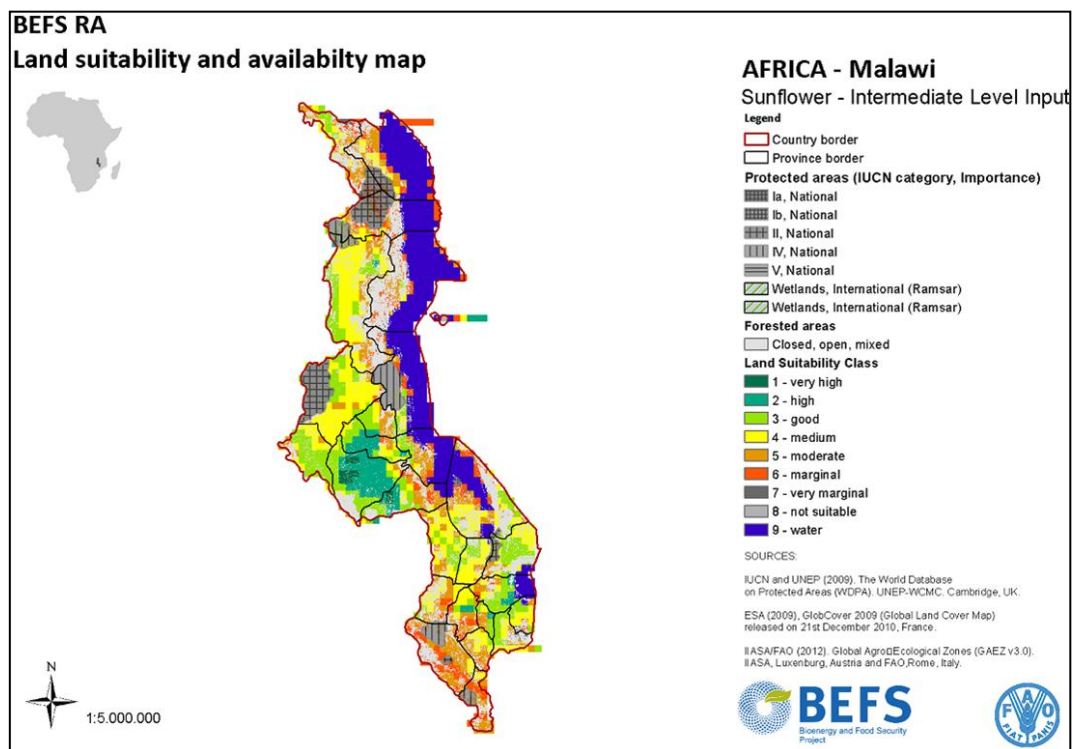 BEFS RA
Land suitability and availabilty map
AFRICA - Malawi
Sunflower - Intermediate Level Input
Legend
Country border
Province border
Protected areas (IUCN category, Importance)
Ia, National
Ib, National
II, National
IV, National
V, National
Wetlands, International (Ramsar)
Wetlands, International (Ramsar)
Forested areas
Closed, open, mixed
Land Suitability Class
1 - very high
2 - high
3 - good
4 - medium
5 - moderate
6 - marginal
7 - very marginal
8 - not suitable
9 - water
SOURCES:
IUCN and UNEP (2009). The World Database
on Protected Areas (WDPA). UNEP-WCMC. Cambridge, UK.
ESA (2009), GlobCover 2009 (Global Land Cover Map)
released on 21st December 2010, France.
IIASA/FAO (2012). Global Agro□Ecological Zones (GAEZ v3.0).
IIASA, Luxenburg, Austria and FAO,Rome, Italy.
N
1:5.000.000
BEFS
Bioenergy and Food Security
Project
F A O
FIAT PANIS